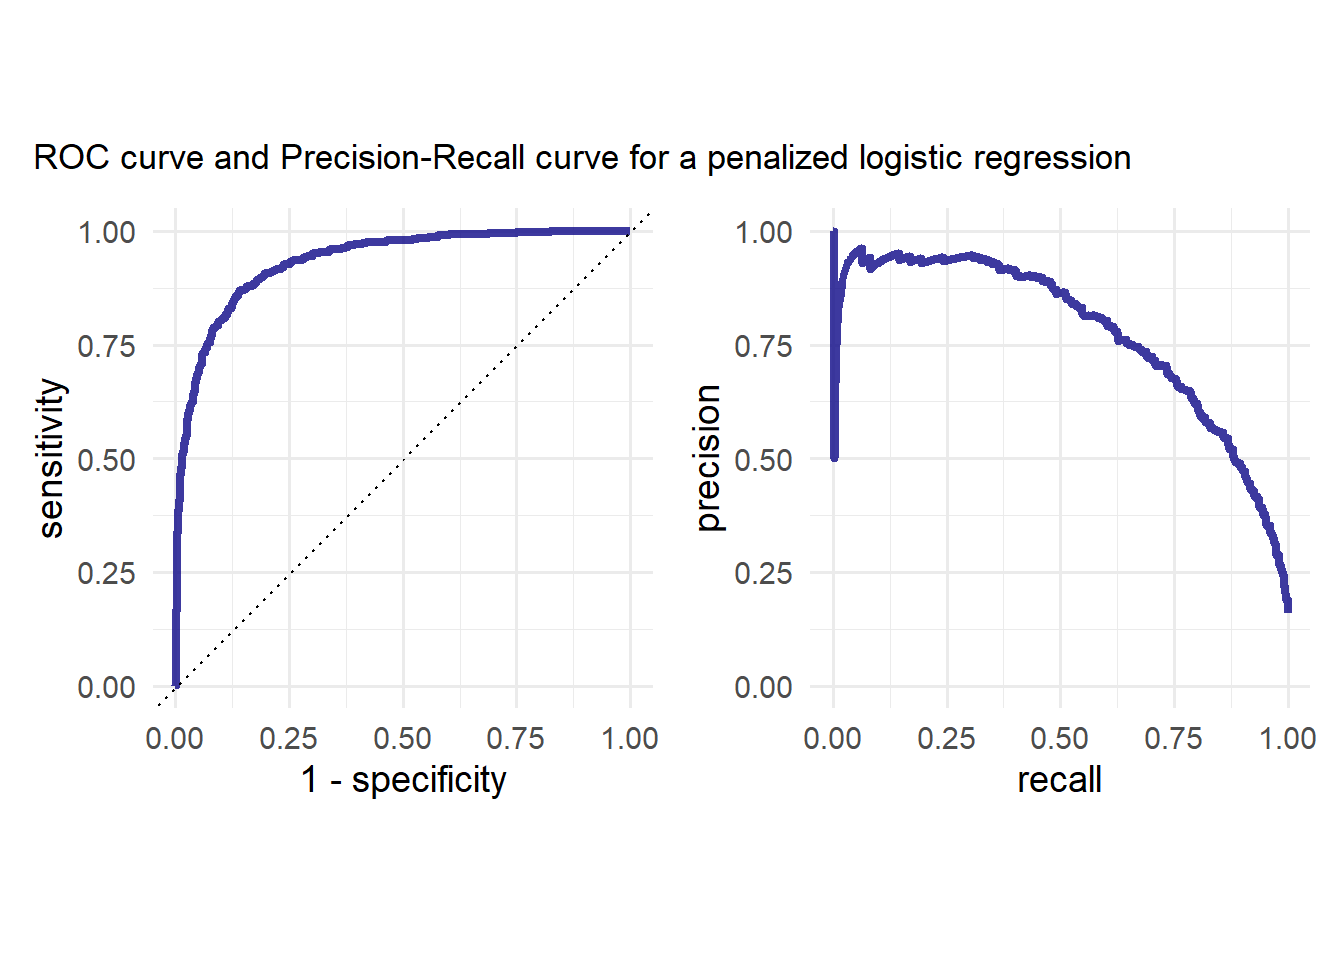 ROC curve and Precision-Recall curve for a penalized logistic regression
1.00
0.75
0.50
0.25
0.00
sensitivity
0.00 0.25 0.50 0.75 1.00
1 - specificity
1.00
0.75
0.50
0.25
0.00
precision
0.00 0.25 0.50 0.75 1.00
recall